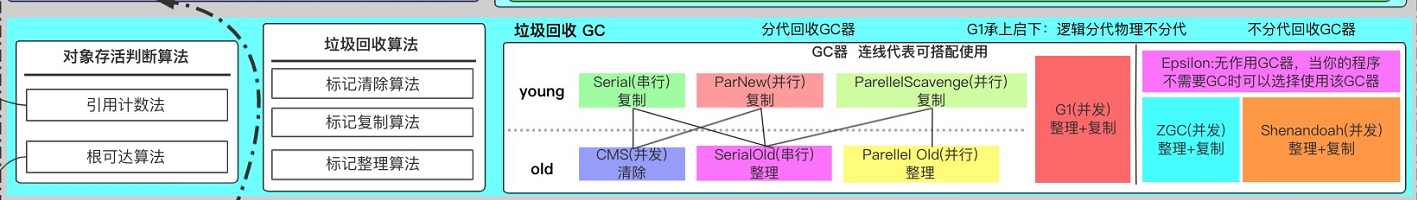 对象存活判断算法
引用计数法
根可达算法
垃圾回收算法
标记清除算法
标记复制算法
标记整理算法
垃圾回收 GC
分代回收GC器
G1承上启下：逻辑分代物理不分代
不分代回收GC器
GC器 连线代表可搭配使用
young
Serial(串行)
复制
ParNew(并行)
复制
ParellelScavenge(并行)
复制
old
CMS(并发)
清除
SerialOld(串行)
整理
Parellel Old(并行)
整理
G1(并发)
整理+复制
Epsilon:无作用GC器，当你的程序
不需要GC时可以选择使用该GC器
ZGC(并发)
整理+复制
Shenandoah(并发)
整理+复制